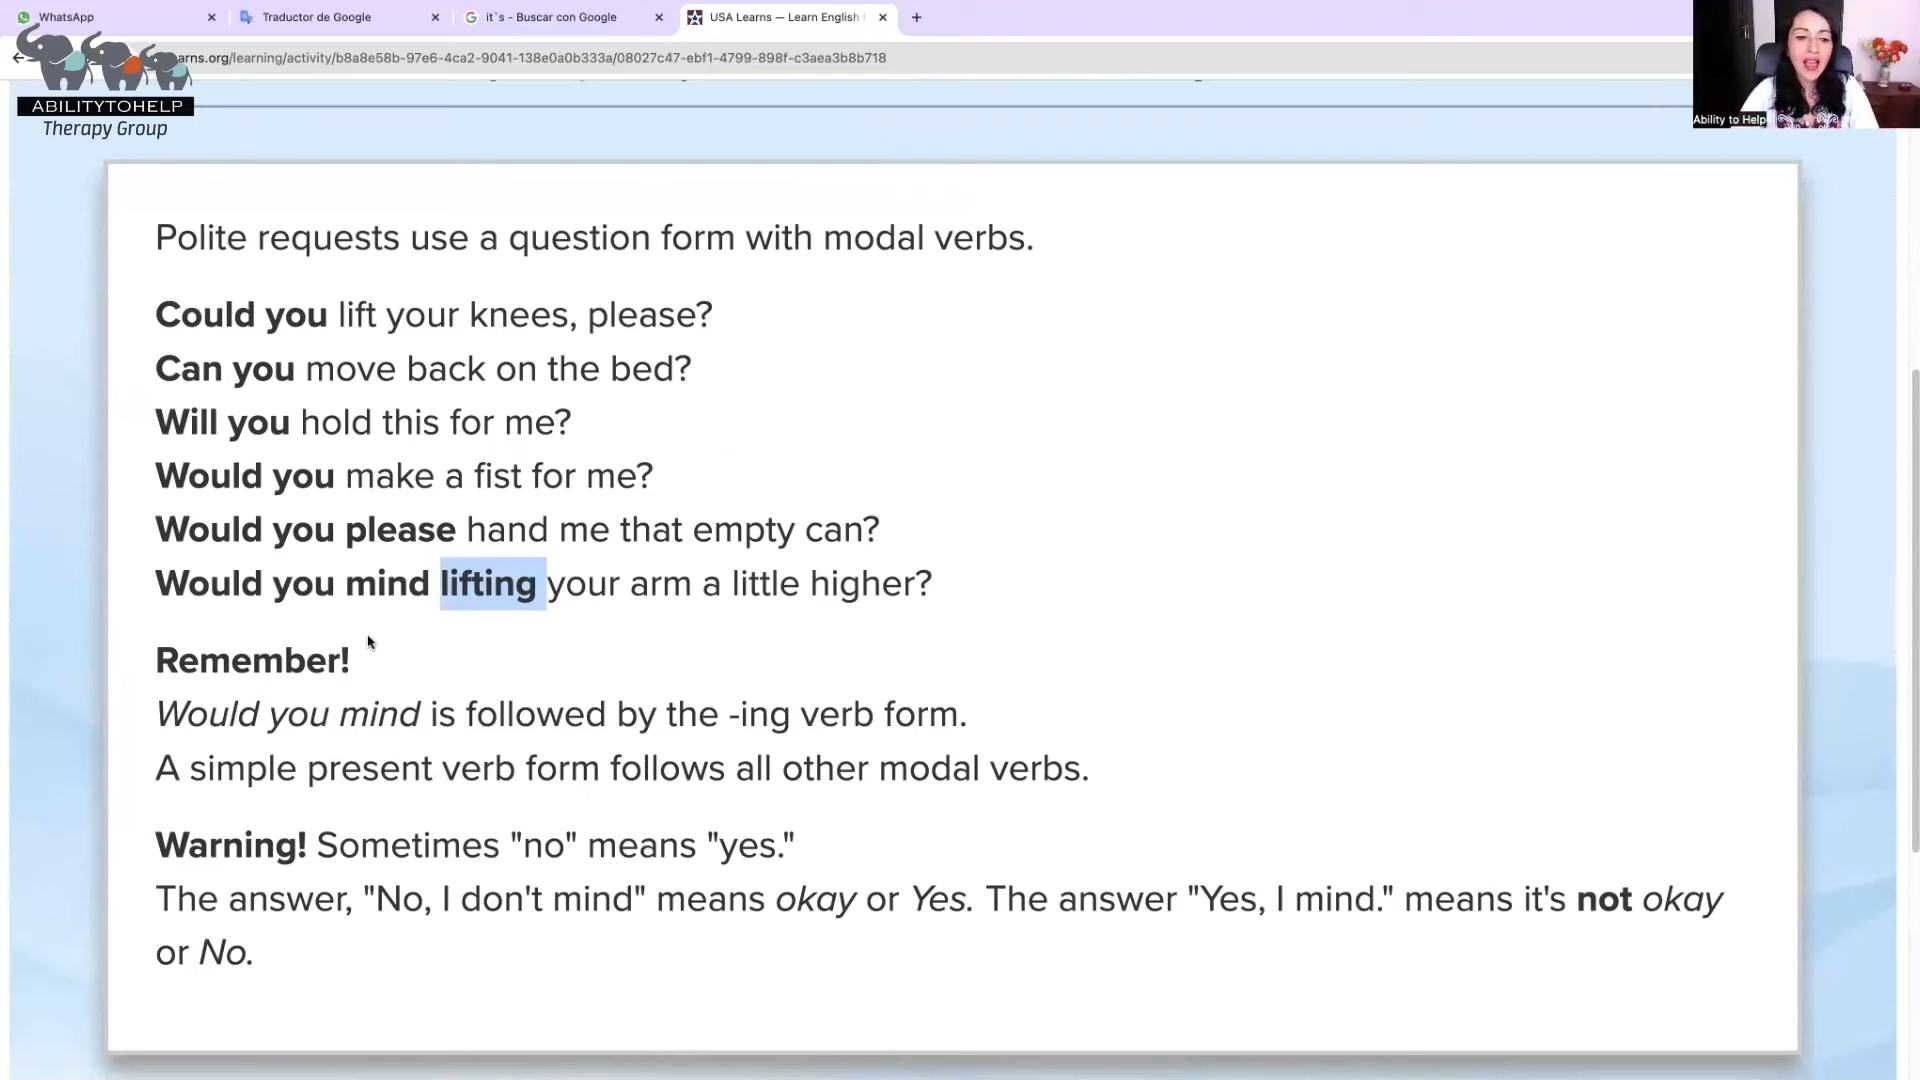 WhatsApp
Traductor de Google
it`s - Buscar con Google
USA Learns — Learn English
arns.org/learning/activity/b8a8e58b-97e6-4ca2-9041-138e0a0b333a/08027c47-ebf1-4799-898f-c3aea3b8b718
ABILITYTOHELP
Therapy Group
Ability to Help
Polite requests use a question form with modal verbs.
Could you lift your knees, please?
Can you move back on the bed?
Will you hold this for me?
Would you make a fist for me?
Would you please hand me that empty can?
Would you mind lifting your arm a little higher?
Remember!
Would you mind is followed by the -ing verb form.
A simple present verb form follows all other modal verbs.
Warning! Sometimes "no" means "yes."
The answer, "No, I don't mind" means okay or Yes. The answer "Yes, I mind." means it's not okay
or No.